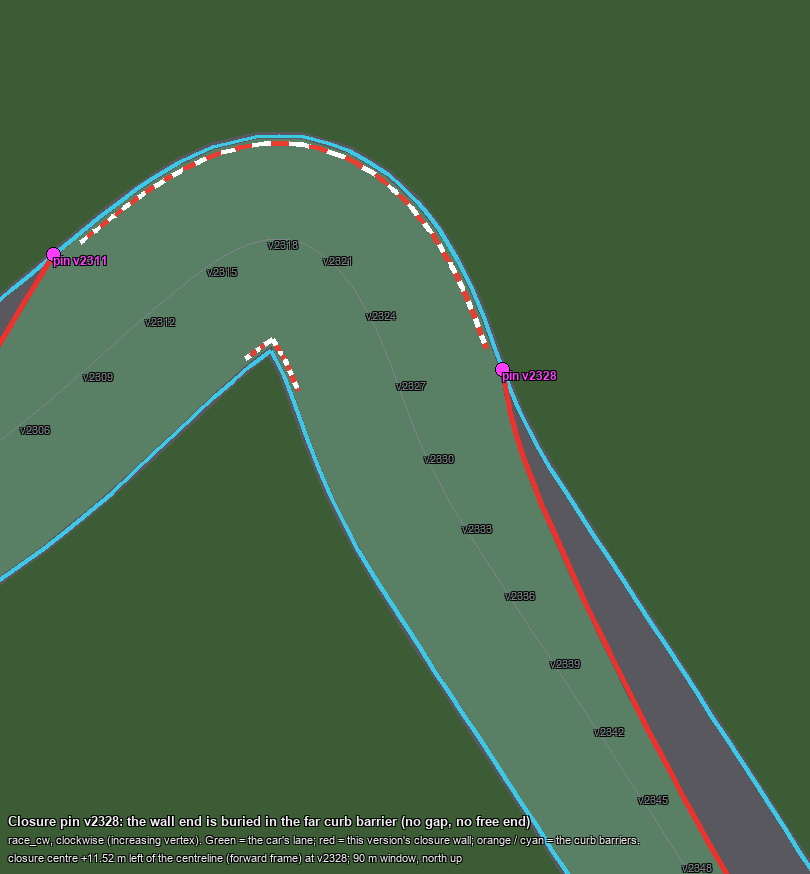 v2318
pin v2311
v2321
v2315
v2324
v2312
pin v2328
v2309
v2327
v2306
v2330
v2333
v2336
v2339
v2342
v2345
Closure pin v2328: the wall end is buried in the far curb barrier (no gap, no free end)
race_cw, clockwise (increasing vertex). Green = the car's lane; red = this version's closure wall; orange / cyan = the curb barriers.
closure centre +11.52 m left of the centreline (forward frame) at v2328; 90 m window, north up
v2348